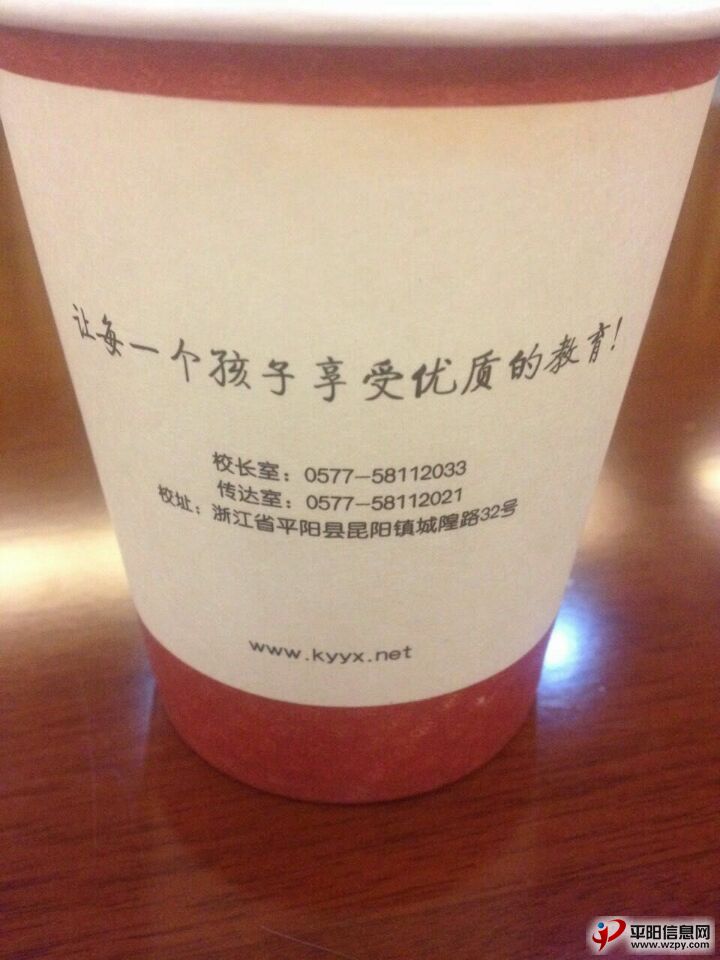 让每一个孩子享受优质的教育！
校长室：0577-58112033
传达室：0577-58112021
校址：浙江省平阳县昆阳镇城隍路32号
www.kyyx.net
平阳信息网
www.wzpy.com